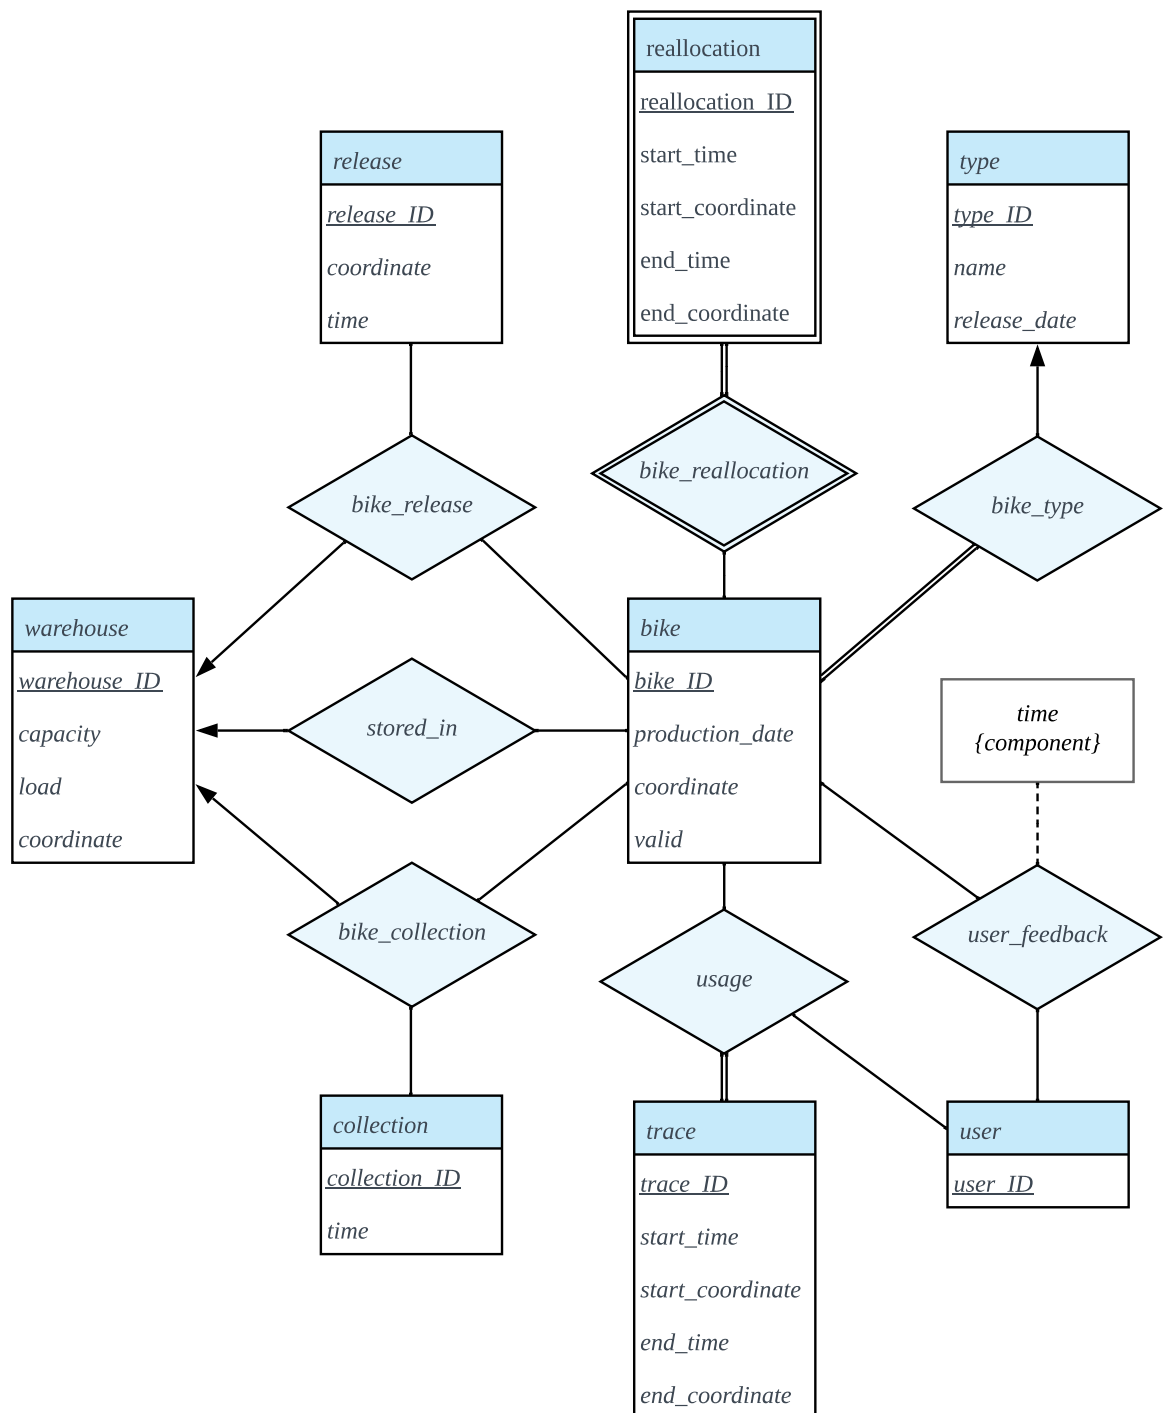 reallocation
reallocation_ID
start_time
start_coordinate
end_time
end_coordinate
release
release_ID
coordinate
time
type
type_ID
name
release_date
bike_release
bike_reallocation
bike_type
warehouse
warehouse_ID
capacity
load
coordinate
stored_in
bike
bike_ID
production_date
coordinate
valid
time
{component}
bike_collection
usage
user_feedback
collection
collection_ID
time
trace
trace_ID
start_time
start_coordinate
end_time
end_coordinate
user
user_ID